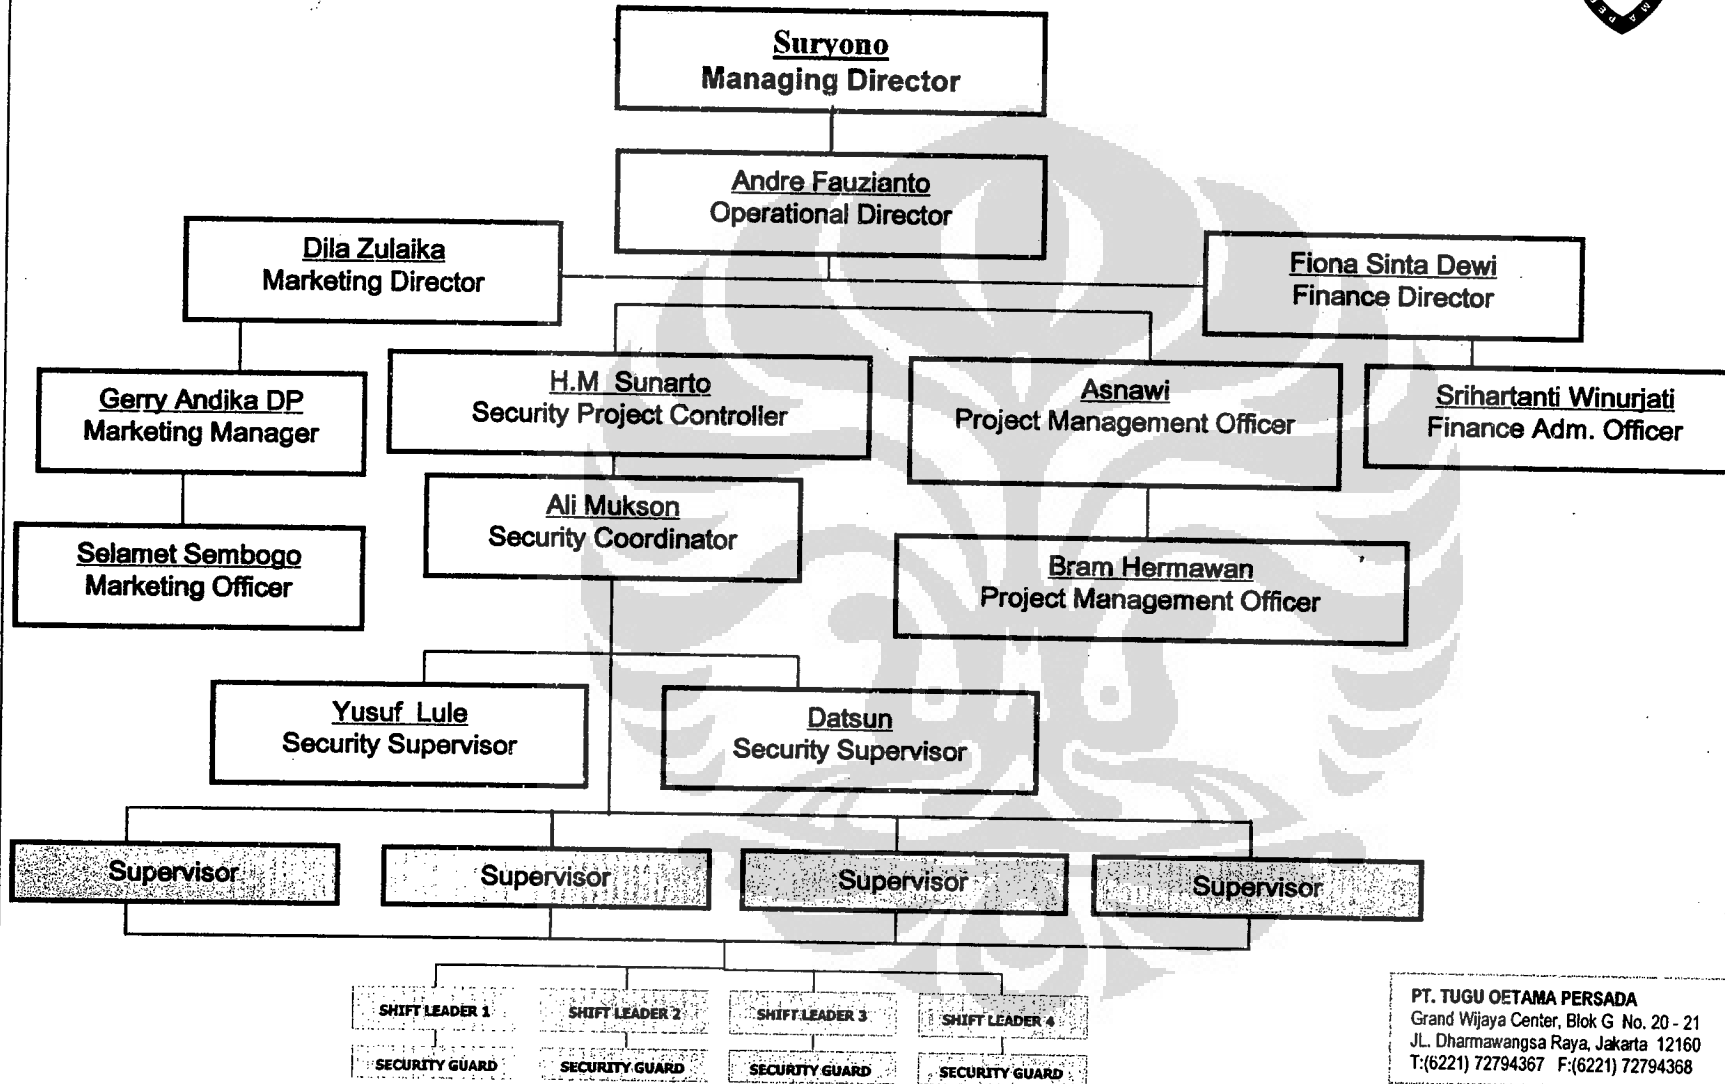 Suryono
Managing Director
Andre Fauzianto
Operational Director
Dila Zulaika
Marketing Director
Fiona Sinta Dewi
Finance Director
Gerry Andika DP
Marketing Manager
H.M Sunarto
Security Project Controller
Asnawi
Project Management Officer
Srihartanti Winurjati
Finance Adm. Officer
Selamet Sembogo
Marketing Officer
Ali Mukson
Security Coordinator
Bram Hermawan
Project Management Officer
Yusuf Lule
Security Supervisor
Datsun
Security Supervisor
Supervisor
Supervisor
Supervisor
Supervisor
SHIFT LEADER 1
SHIFT LEADER 2
SHIFT LEADER 3
SHIFT LEADER 4
SECURITY GUARD
SECURITY GUARD
SECURITY GUARD
SECURITY GUARD
PT. TUGU OETAMA PERSADA
Grand Wijaya Center, Blok G No. 20 - 21
JL. Dharmawangsa Raya, Jakarta 12160
T:(6221) 72794367 F:(6221) 72794368